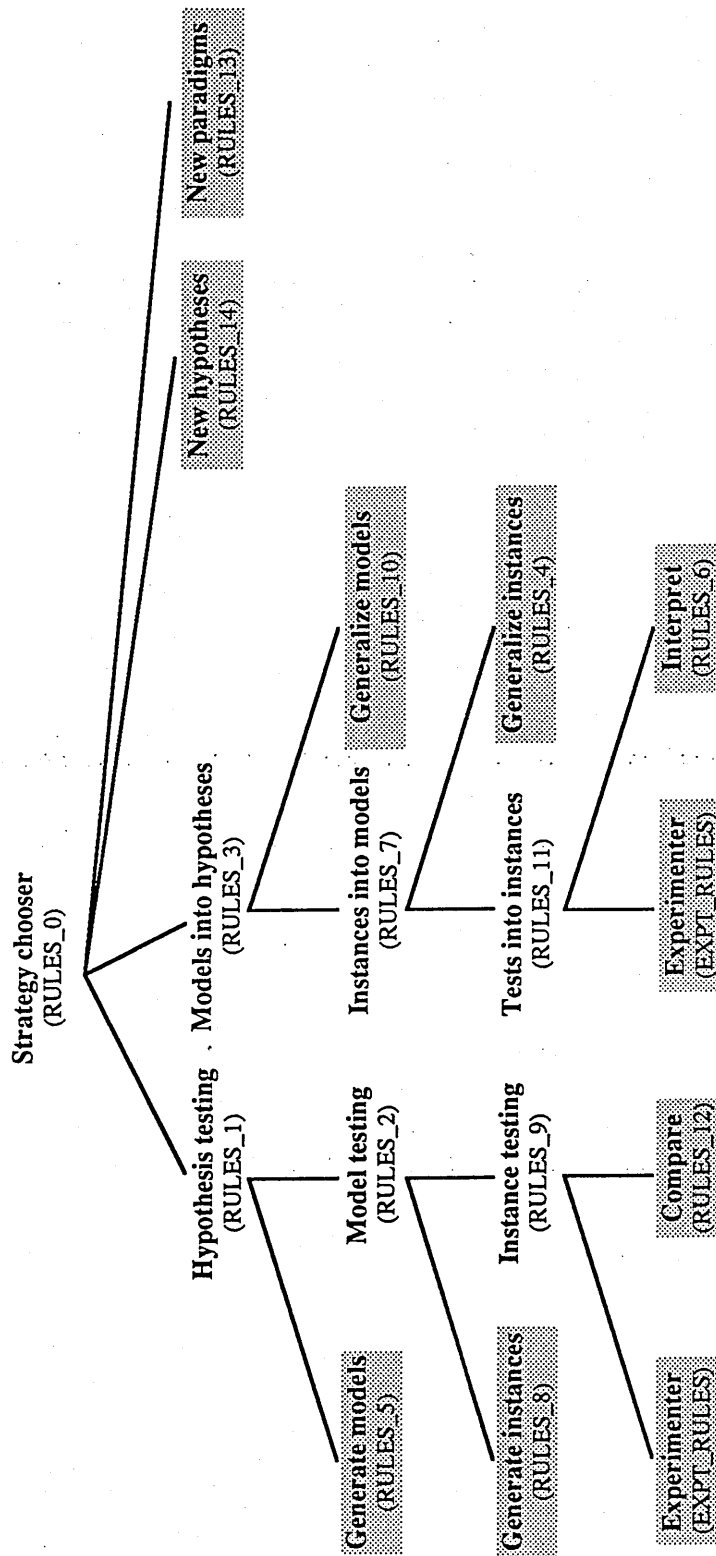 Strategy chooser
(RULES_0)
Hypothesis testing
(RULES_1)
Models into hypotheses
(RULES_3)
New hypotheses
(RULES_14)
New paradigms
(RULES_13)
Generate models
(RULES_5)
Model testing
(RULES_2)
Instances into models
(RULES_7)
Generalize models
(RULES_10)
Generate instances
(RULES_8)
Instance testing
(RULES_9)
Tests into instances
(RULES_11)
Generalize instances
(RULES_4)
Experimenter
(EXPT_RULES)
Compare
(RULES_12)
Experimenter
(EXPT_RULES)
Interpret
(RULES_6)